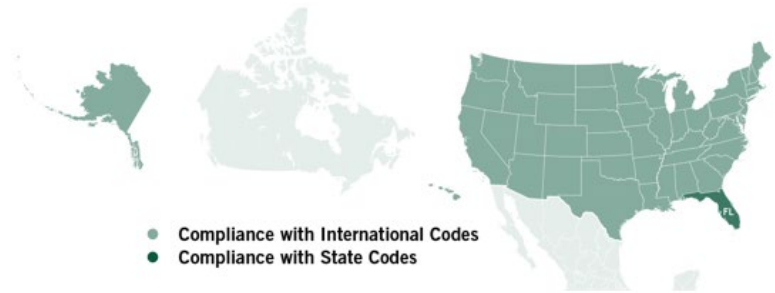 FL
Compliance with International Codes
Compliance with State Codes